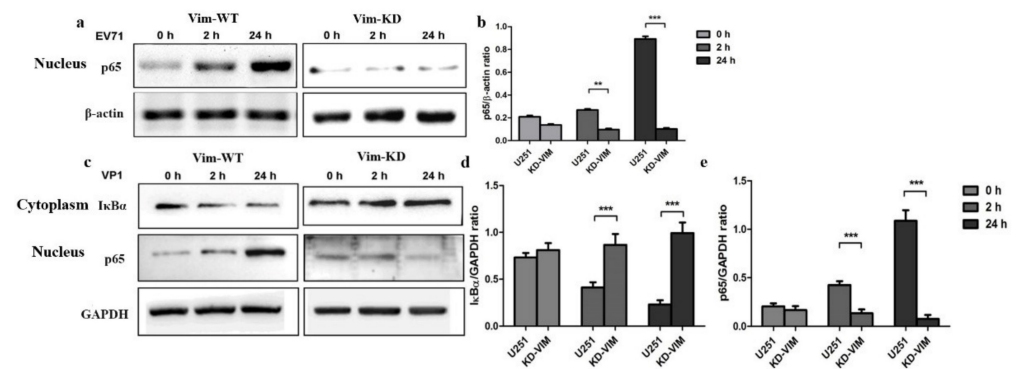 a
Vim-WT Vim-KD
EV71 0 h 2 h 24 h 0 h 2 h 24 h
Nucleus p65
β-actin
b
p65/β-actin ratio
1.0
0.8
0.6
0.4
0.2
0.0
** ***
U251 KD-VIM U251 KD-VIM U251 KD-VIM
0 h
2 h
24 h
c
Vim-WT Vim-KD
VP1 0 h 2 h 24 h 0 h 2 h 24 h
Cytoplasm IκBα
Nucleus p65
GAPDH
d
IκBα/GAPDH ratio
1.5
1.0
0.5
0.0
*** ***
U251 KD-VIM U251 KD-VIM U251 KD-VIM
e
p65/GAPDH ratio
1.5
1.0
0.5
0.0
*** ***
U251 KD-VIM U251 KD-VIM U251 KD-VIM
0 h
2 h
24 h